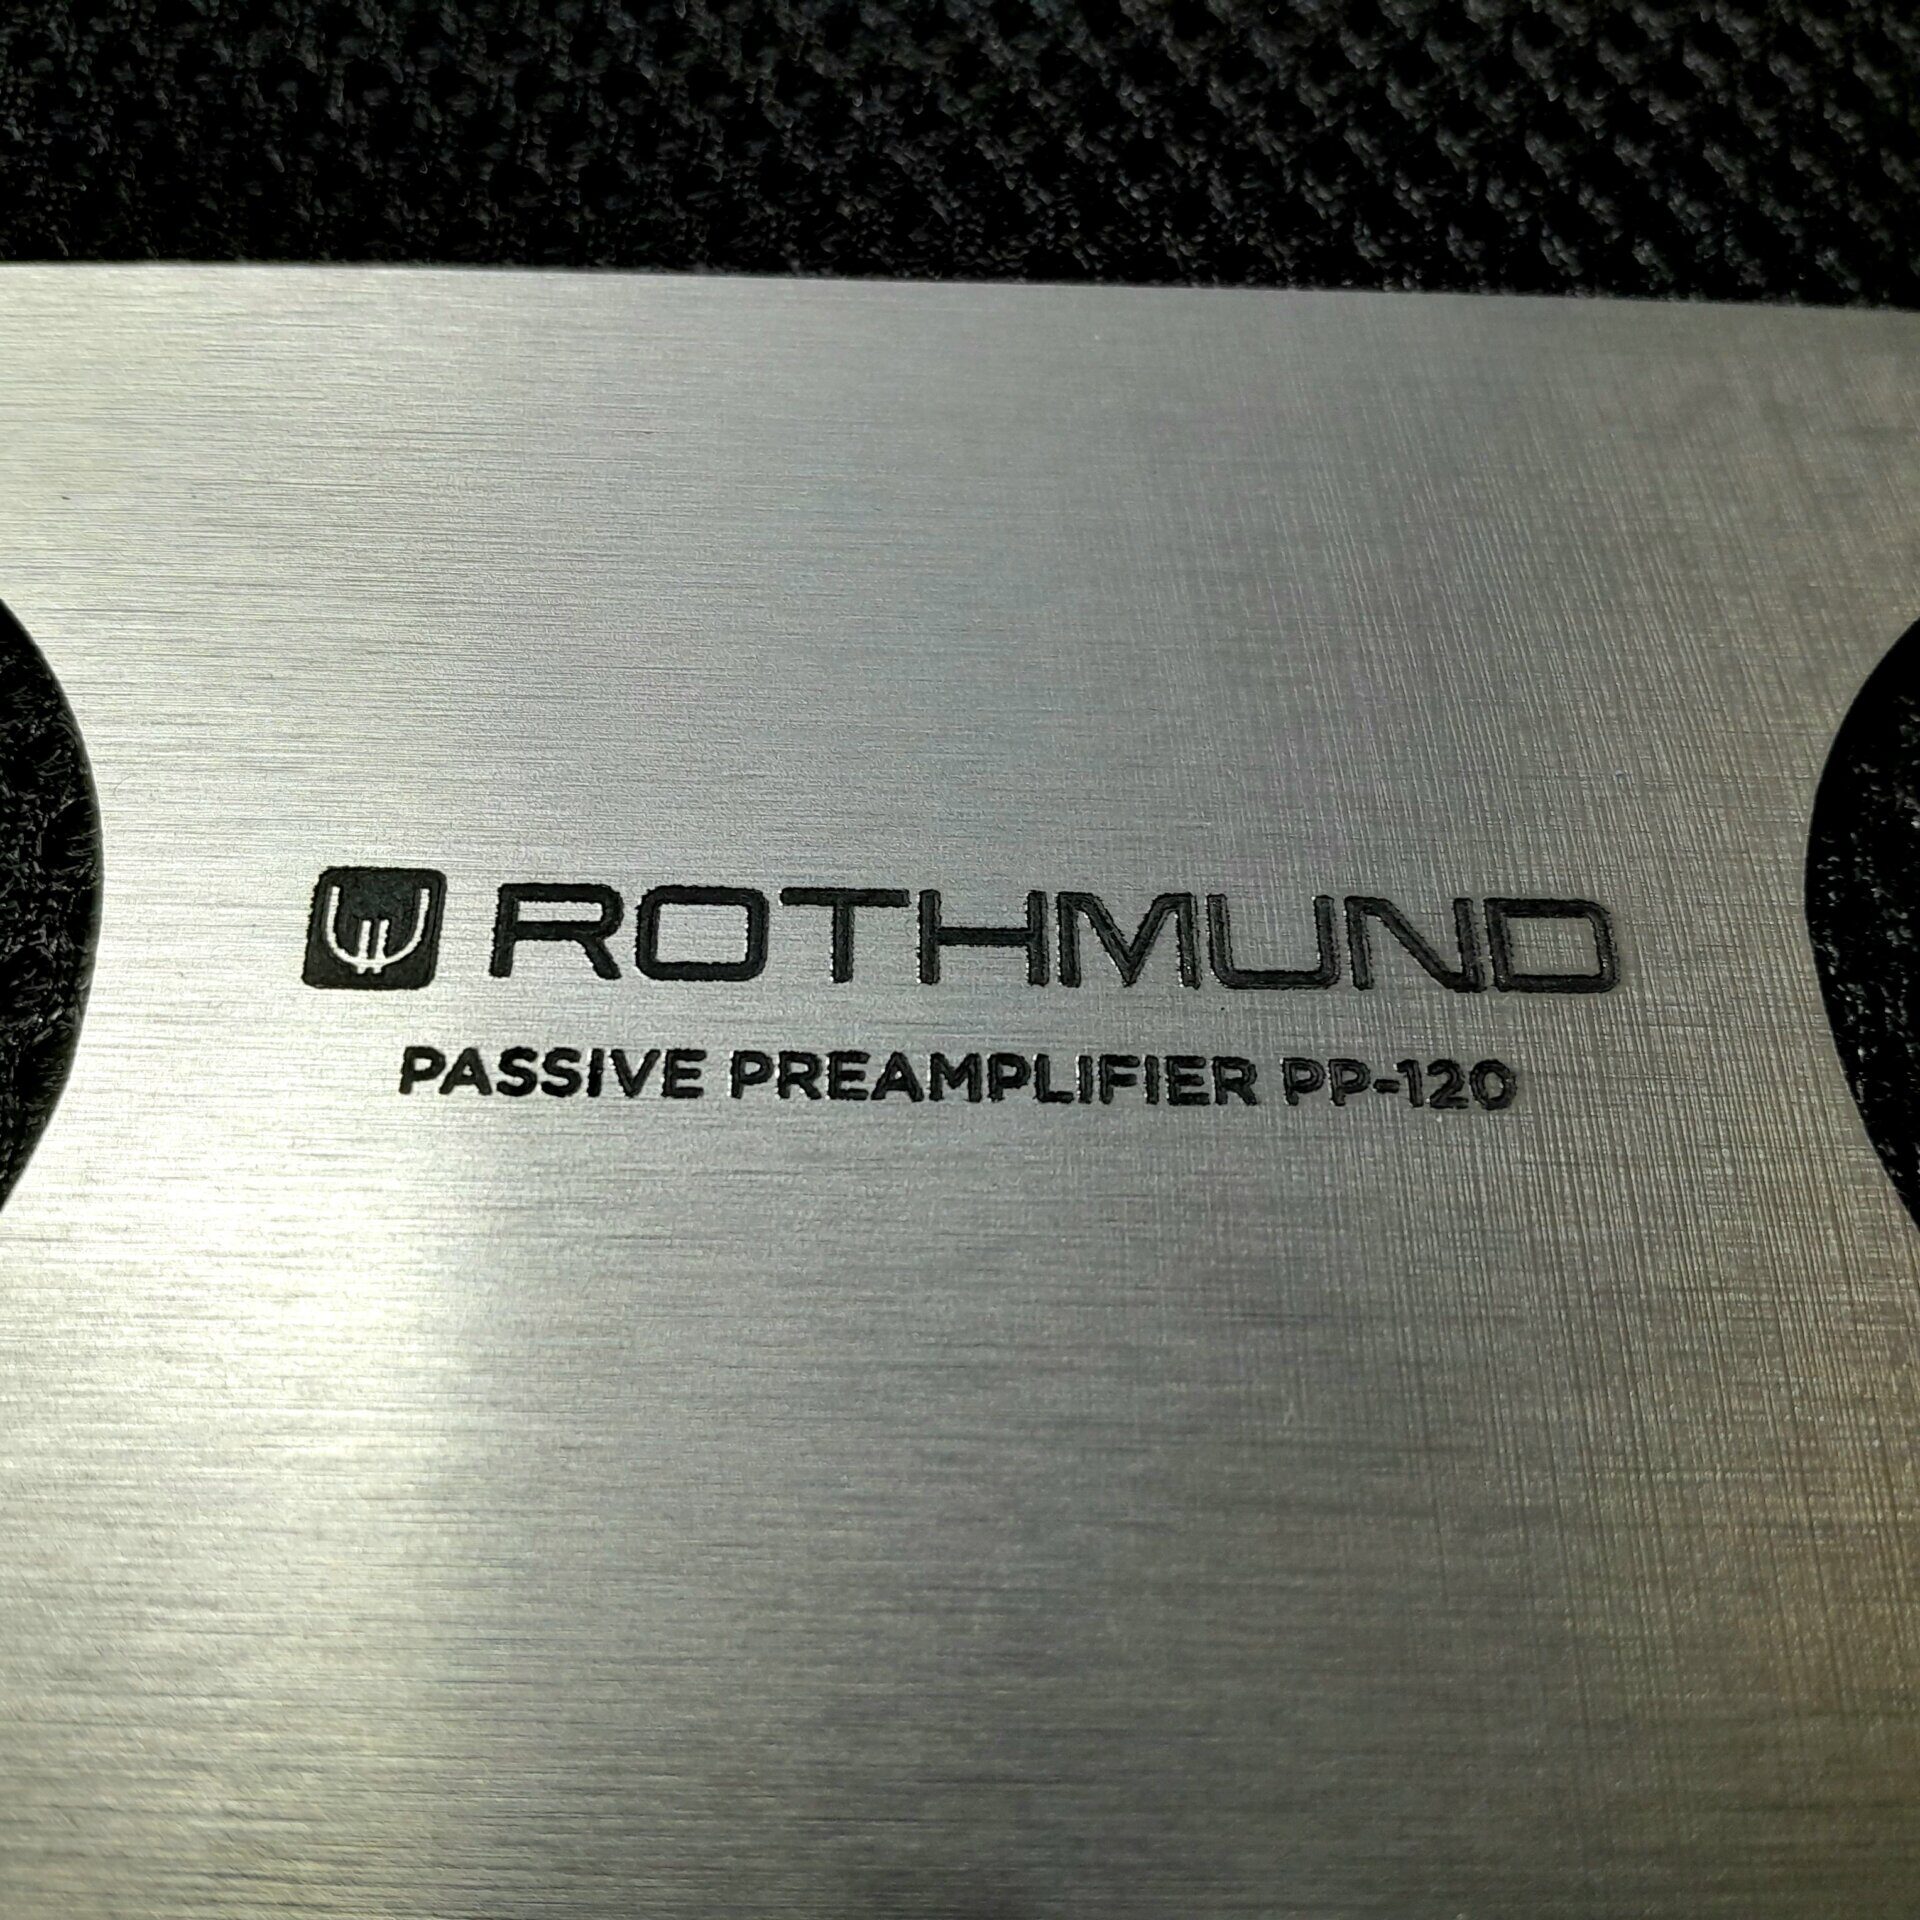 ROTHMUND
PASSIVE PREAMPLIFIER PP-120